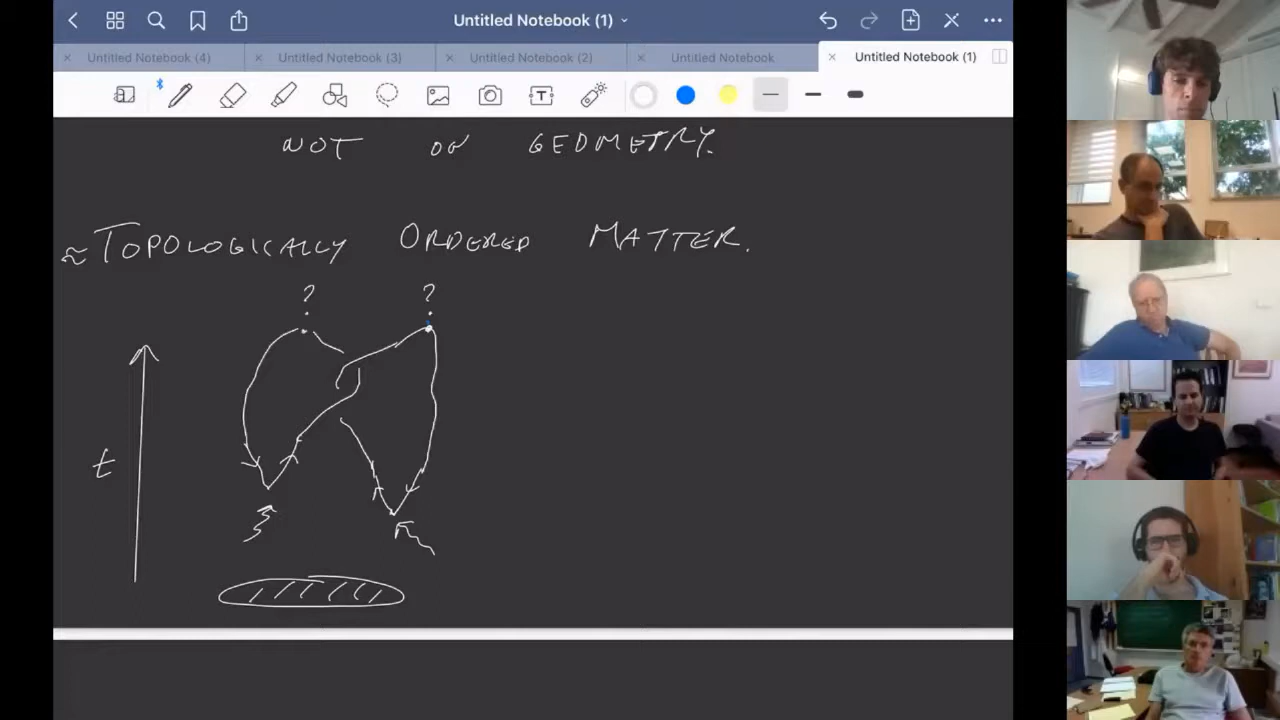 Untitled Notebook (1)
Untitled Notebook (4) Untitled Notebook (3) Untitled Notebook (2) Untitled Notebook Untitled Notebook (1)
NOT ON GEOMETRY.
≈ TOPOLOGICALLY ORDERED MATTER.
? ?
t